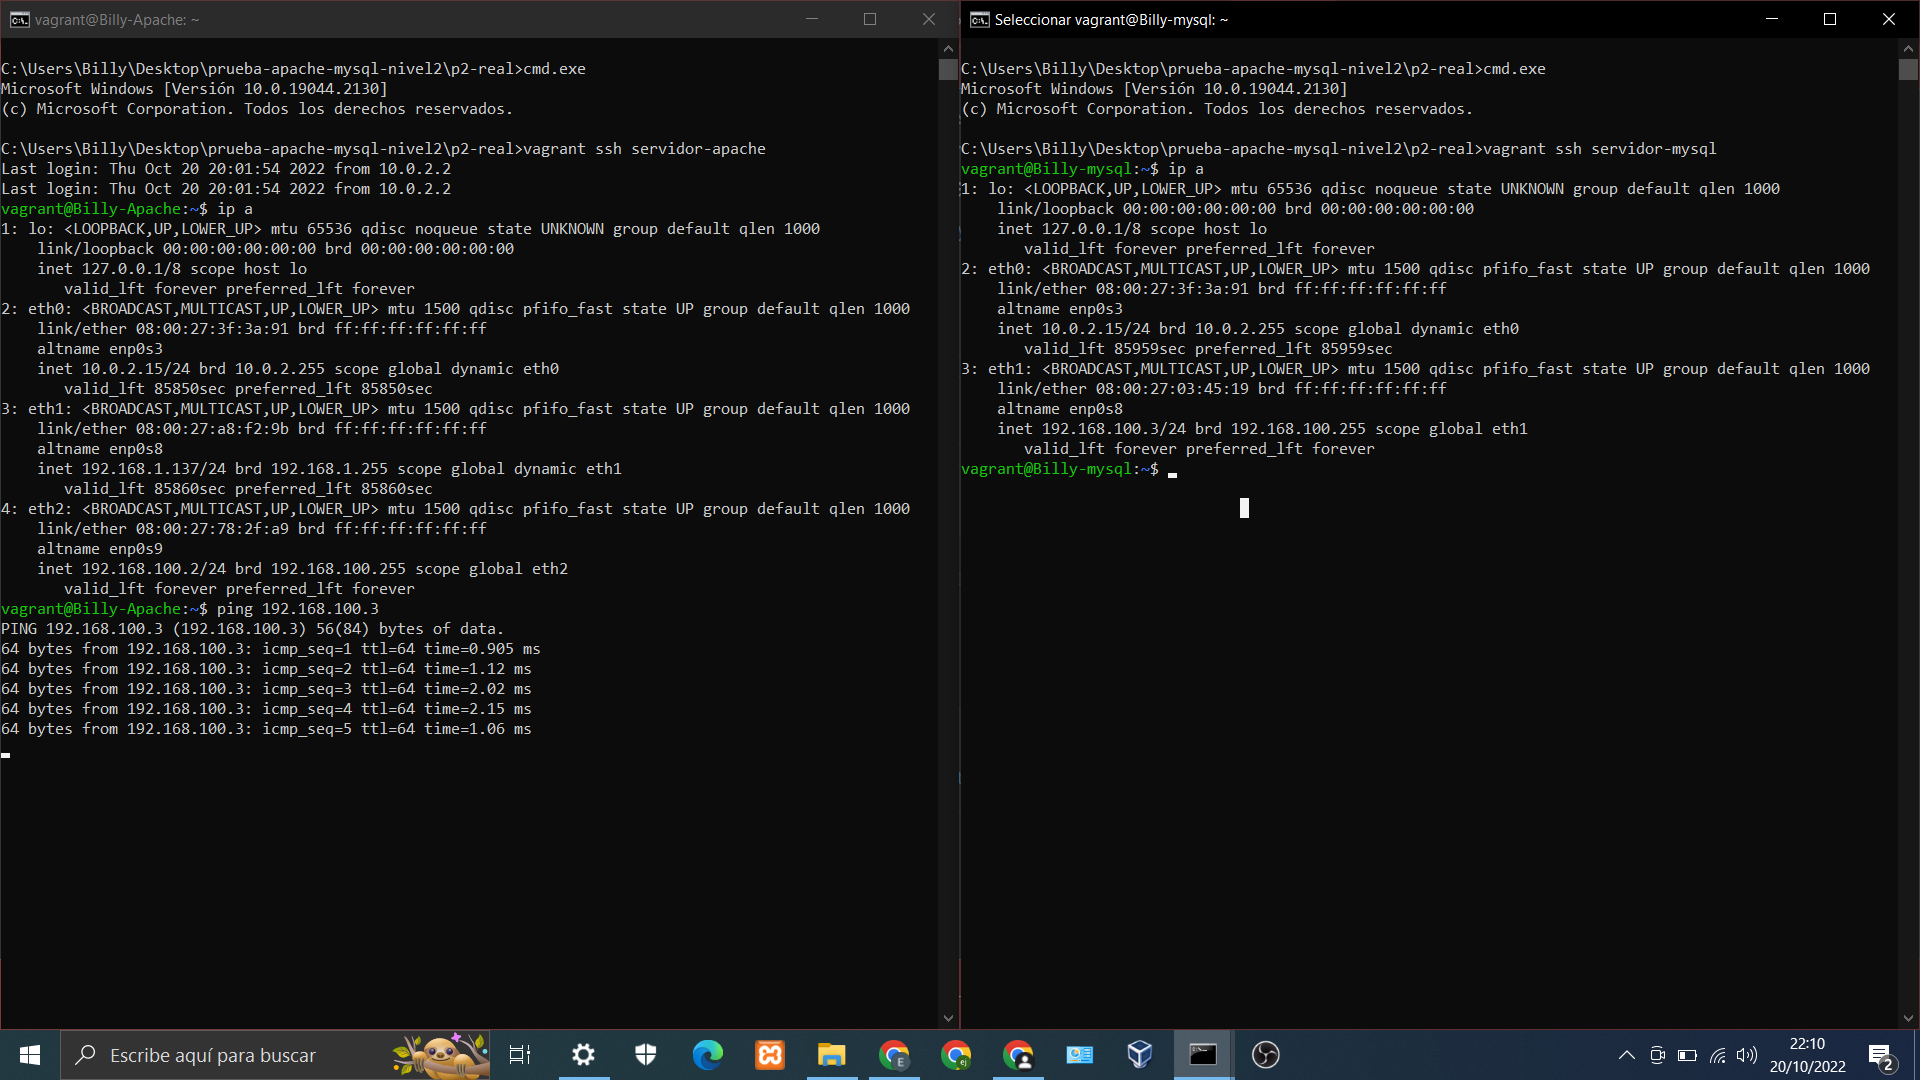 vagrant@Billy-Apache: ~
C:\Users\Billy\Desktop\prueba-apache-mysql-nivel2\p2-real>cmd.exe
Microsoft Windows [Versión 10.0.19044.2130]
(c) Microsoft Corporation. Todos los derechos reservados.
C:\Users\Billy\Desktop\prueba-apache-mysql-nivel2\p2-real>vagrant ssh servidor-apache
Last login: Thu Oct 20 20:01:54 2022 from 10.0.2.2
Last login: Thu Oct 20 20:01:54 2022 from 10.0.2.2
vagrant@Billy-Apache:~$ ip a
1: lo: <LOOPBACK,UP,LOWER_UP> mtu 65536 qdisc noqueue state UNKNOWN group default qlen 1000
link/loopback 00:00:00:00:00:00 brd 00:00:00:00:00:00
inet 127.0.0.1/8 scope host lo
valid_lft forever preferred_lft forever
2: eth0: <BROADCAST,MULTICAST,UP,LOWER_UP> mtu 1500 qdisc pfifo_fast state UP group default qlen 1000
link/ether 08:00:27:3f:3a:91 brd ff:ff:ff:ff:ff:ff
altname enp0s3
inet 10.0.2.15/24 brd 10.0.2.255 scope global dynamic eth0
valid_lft 85850sec preferred_lft 85850sec
3: eth1: <BROADCAST,MULTICAST,UP,LOWER_UP> mtu 1500 qdisc pfifo_fast state UP group default qlen 1000
link/ether 08:00:27:a8:f2:9b brd ff:ff:ff:ff:ff:ff
altname enp0s8
inet 192.168.1.137/24 brd 192.168.1.255 scope global dynamic eth1
valid_lft 85860sec preferred_lft 85860sec
4: eth2: <BROADCAST,MULTICAST,UP,LOWER_UP> mtu 1500 qdisc pfifo_fast state UP group default qlen 1000
link/ether 08:00:27:78:2f:a9 brd ff:ff:ff:ff:ff:ff
altname enp0s9
inet 192.168.100.2/24 brd 192.168.100.255 scope global eth2
valid_lft forever preferred_lft forever
vagrant@Billy-Apache:~$ ping 192.168.100.3
PING 192.168.100.3 (192.168.100.3) 56(84) bytes of data.
64 bytes from 192.168.100.3: icmp_seq=1 ttl=64 time=0.905 ms
64 bytes from 192.168.100.3: icmp_seq=2 ttl=64 time=1.12 ms
64 bytes from 192.168.100.3: icmp_seq=3 ttl=64 time=2.02 ms
64 bytes from 192.168.100.3: icmp_seq=4 ttl=64 time=2.15 ms
64 bytes from 192.168.100.3: icmp_seq=5 ttl=64 time=1.06 ms
Seleccionar vagrant@Billy-mysql: ~
C:\Users\Billy\Desktop\prueba-apache-mysql-nivel2\p2-real>cmd.exe
Microsoft Windows [Versión 10.0.19044.2130]
(c) Microsoft Corporation. Todos los derechos reservados.
C:\Users\Billy\Desktop\prueba-apache-mysql-nivel2\p2-real>vagrant ssh servidor-mysql
vagrant@Billy-mysql:~$ ip a
1: lo: <LOOPBACK,UP,LOWER_UP> mtu 65536 qdisc noqueue state UNKNOWN group default qlen 1000
link/loopback 00:00:00:00:00:00 brd 00:00:00:00:00:00
inet 127.0.0.1/8 scope host lo
valid_lft forever preferred_lft forever
2: eth0: <BROADCAST,MULTICAST,UP,LOWER_UP> mtu 1500 qdisc pfifo_fast state UP group default qlen 1000
link/ether 08:00:27:3f:3a:91 brd ff:ff:ff:ff:ff:ff
altname enp0s3
inet 10.0.2.15/24 brd 10.0.2.255 scope global dynamic eth0
valid_lft 85959sec preferred_lft 85959sec
3: eth1: <BROADCAST,MULTICAST,UP,LOWER_UP> mtu 1500 qdisc pfifo_fast state UP group default qlen 1000
link/ether 08:00:27:03:45:19 brd ff:ff:ff:ff:ff:ff
altname enp0s8
inet 192.168.100.3/24 brd 192.168.100.255 scope global eth1
valid_lft forever preferred_lft forever
vagrant@Billy-mysql:~$
Escribe aquí para buscar
22:10
20/10/2022
2